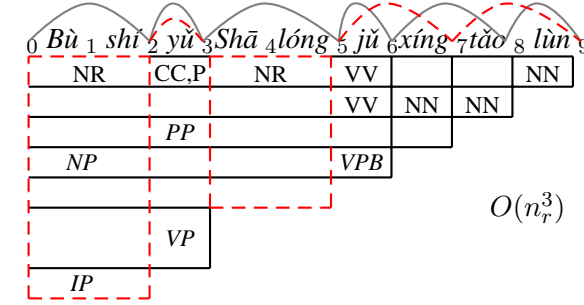 0 Bù 1 shí 2 yǔ 3 Shā 4 lóng 5 jǔ 6 xíng 7 tǎo 8 lùn 9
NR CC,P NR VV NN
VV NN NN
PP
NP VPB
O(n_r^3)
VP
IP